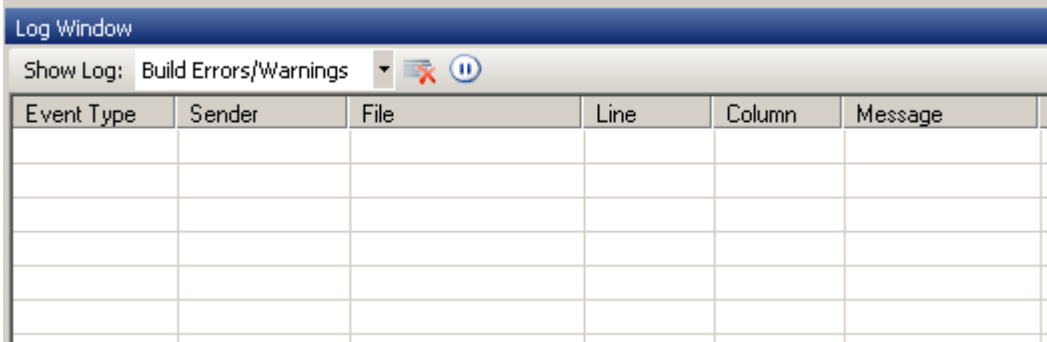 Log Window
Show Log: Build Errors/Warnings
Event Type Sender File Line Column Message